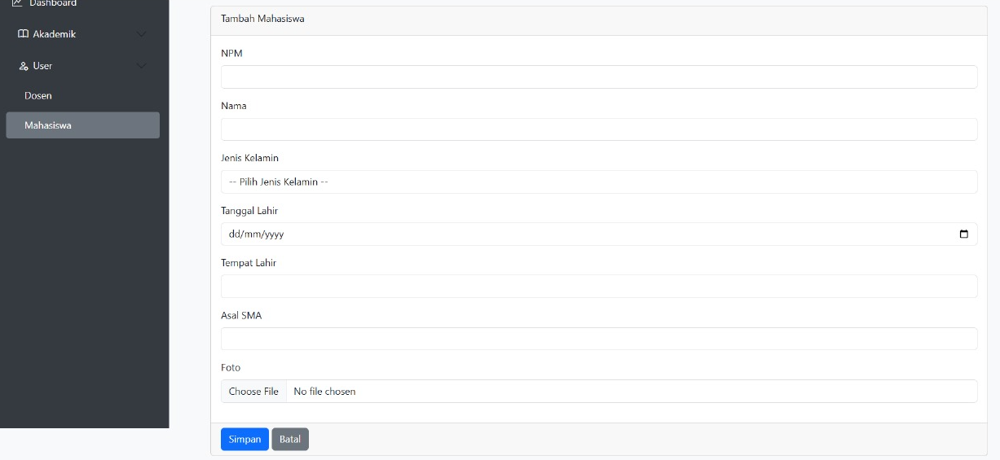 Dashboard
Akademik
User
Dosen
Mahasiswa
Tambah Mahasiswa
NPM
Nama
Jenis Kelamin
-- Pilih Jenis Kelamin --
Tanggal Lahir
dd/mm/yyyy
Tempat Lahir
Asal SMA
Foto
Choose File No file chosen
Simpan Batal